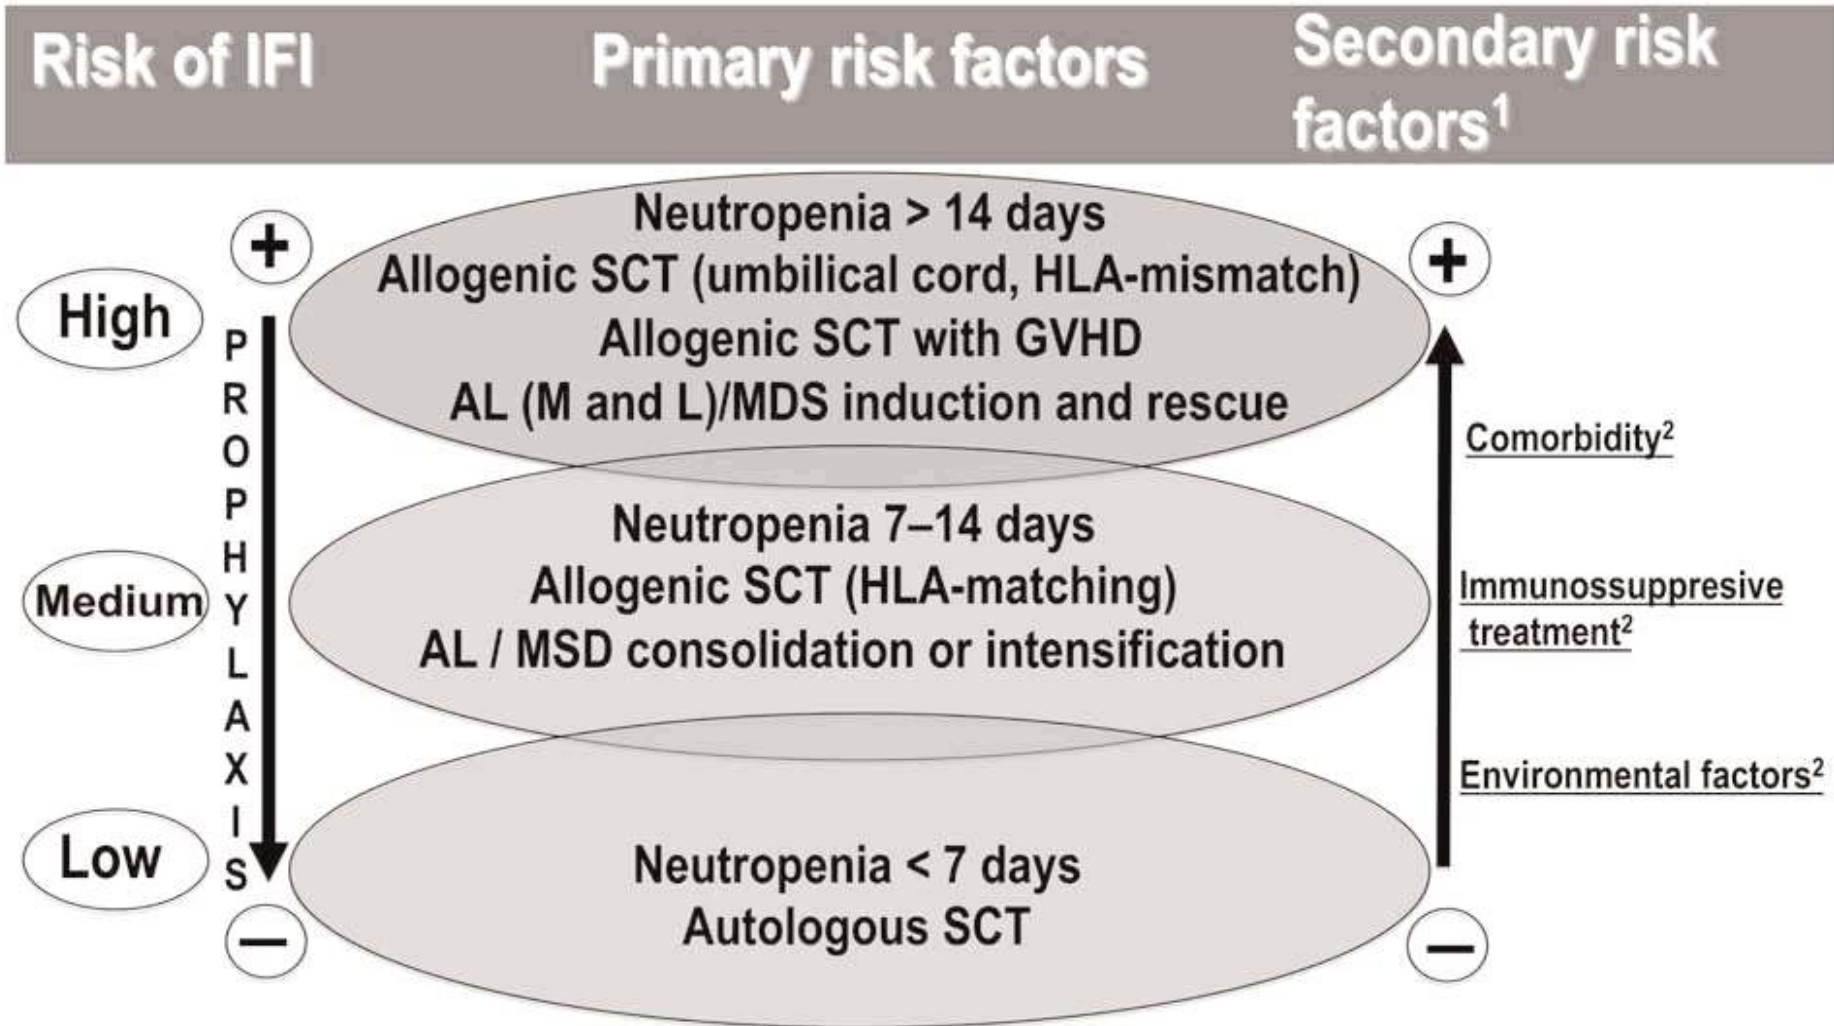 Risk of IFI
Primary risk factors
Secondary risk
factors¹
+
High
PROPHYLAXIS
Neutropenia > 14 days
Allogenic SCT (umbilical cord, HLA-mismatch)
Allogenic SCT with GVHD
AL (M and L)/MDS induction and rescue
+
Comorbidity²
Medium
Neutropenia 7–14 days
Allogenic SCT (HLA-matching)
AL / MSD consolidation or intensification
Immunossuppresive
treatment²
Environmental factors²
Low
Neutropenia < 7 days
Autologous SCT
–
–